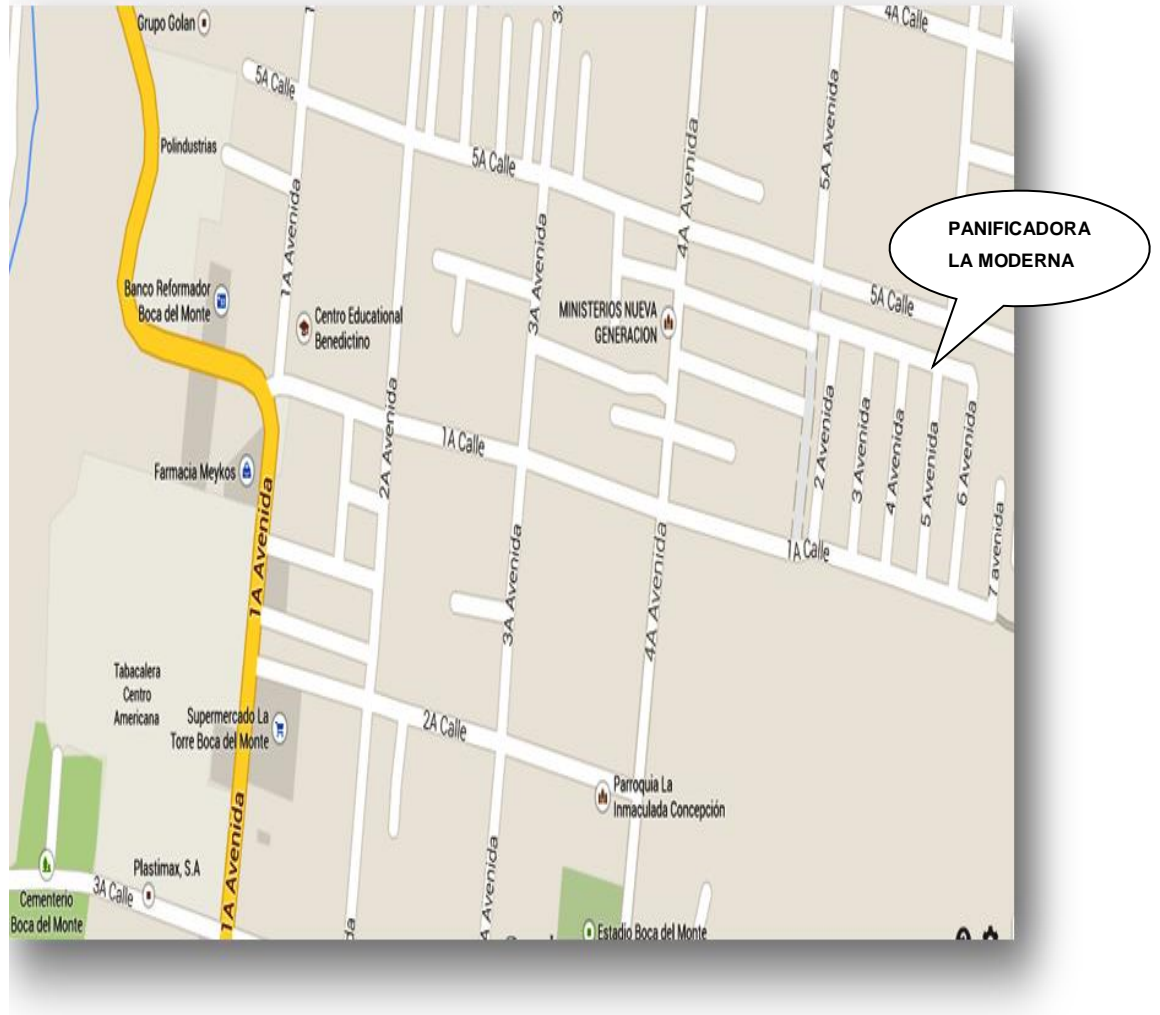 Grupo Golan
4A Calle
5A Calle
Polindustrias
5A Calle
5A Avenida
4A Avenida
1A Avenida
3A Avenida
PANIFICADORA
LA MODERNA
Banco Reformador
Boca del Monte
Centro Educational
Benedictino
MINISTERIOS NUEVA
GENERACION
5A Calle
2A Avenida
1A Calle
2 Avenida
3 Avenida
4 Avenida
5 Avenida
6 Avenida
7 avenida
Farmacia Meykos
1A Avenida
1A Calle
3A Avenida
4A Avenida
Tabacalera
Centro
Americana
Supermercado La
Torre Boca del Monte
2A Calle
Parroquia La
Inmaculada Concepción
1A Avenida
A Avenida
Plastimax, S.A
3A Calle
Cementerio
Boca del Monte
Estadio Boca del Monte